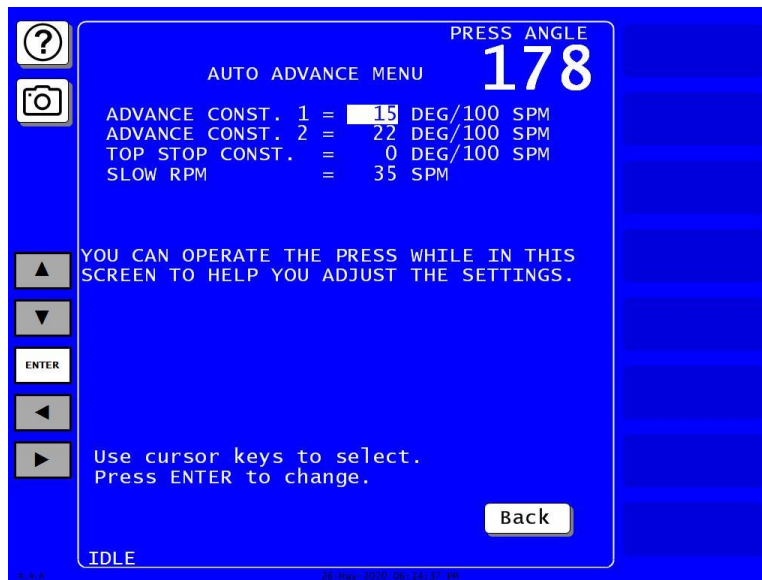 ?
PRESS ANGLE
178
AUTO ADVANCE MENU
ADVANCE CONST. 1 = 15 DEG/100 SPM
ADVANCE CONST. 2 = 22 DEG/100 SPM
TOP STOP CONST. = 0 DEG/100 SPM
SLOW RPM = 35 SPM
YOU CAN OPERATE THE PRESS WHILE IN THIS
SCREEN TO HELP YOU ADJUST THE SETTINGS.
ENTER
Use cursor keys to select.
Press ENTER to change.
Back
IDLE